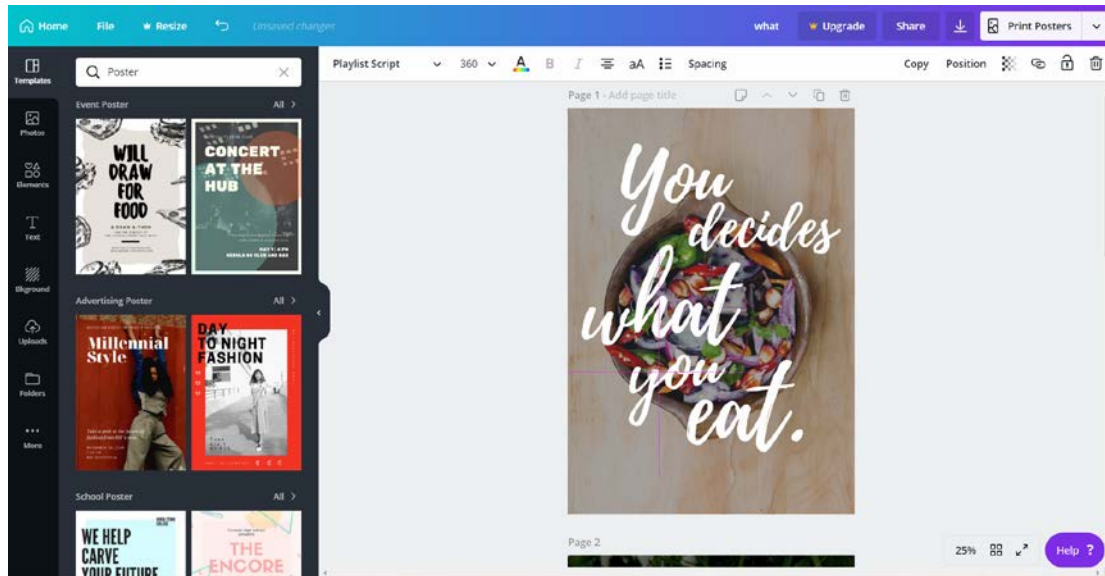 Home File Resize Unsaved changes what Upgrade Share Print Posters
Templates
Photos
Elements
Text
Bkground
Uploads
Folders
More
Poster
Event Poster All >
WILL
DRAW
FOR
FOOD
CONCERT
AT THE
HUB
Advertising Poster All >
Millennial
Style
DAY
TO NIGHT
FASHION
School Poster All >
WE HELP
CARVE
YOUR FUTURE
THE
ENCORE
Playlist Script 360 A B I aA Spacing Copy Position
Page 1 - Add page title
You
decides
what
you
eat.
Page 2
25% Help ?